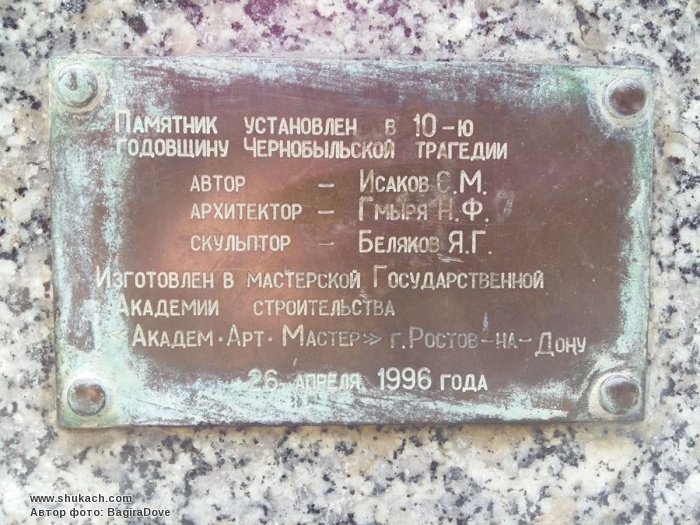 Памятник установлен в 10-ю
годовщину Чернобыльской трагедии
автор – Исаков С.М.
архитектор – Гмыря Н.Ф.
скульптор – Беляков Я.Г.
Изготовлен в мастерской Государственной
Академии строительства
«Академ·Арт·Мастер» г.Ростов-на-Дону
26 апреля 1996 года
www.shukach.com
Автор фото: BagiraDove